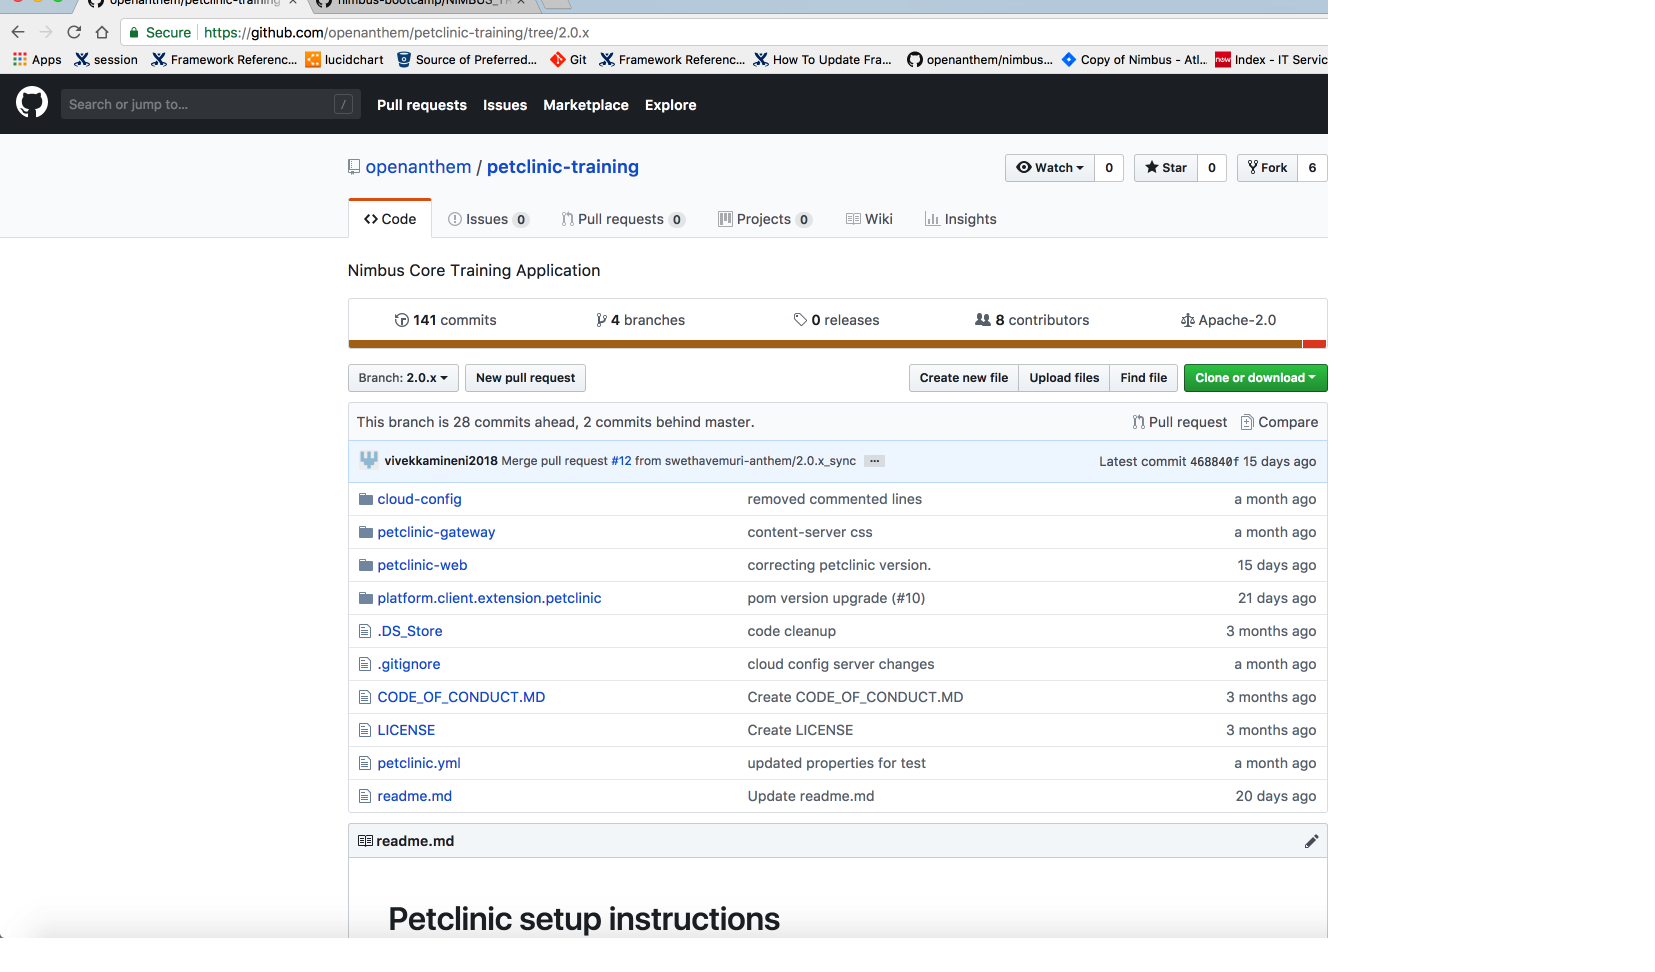 openanthem/petclinic-training × nimbus-bootcamp/NIMBUS_TR ×
Secure https://github.com/openanthem/petclinic-training/tree/2.0.x
Apps session Framework Referenc... lucidchart Source of Preferred... Git Framework Referenc... How To Update Fra... openanthem/nimbus... Copy of Nimbus - Atl... now Index - IT Servic
Search or jump to... / Pull requests Issues Marketplace Explore
openanthem / petclinic-training Watch 0 Star 0 Fork 6
<> Code Issues 0 Pull requests 0 Projects 0 Wiki Insights
Nimbus Core Training Application
141 commits 4 branches 0 releases 8 contributors Apache-2.0
Branch: 2.0.x New pull request Create new file Upload files Find file Clone or download
This branch is 28 commits ahead, 2 commits behind master. Pull request Compare
vivekkamineni2018 Merge pull request #12 from swethavemuri-anthem/2.0.x_sync ... Latest commit 468840f 15 days ago
cloud-config removed commented lines a month ago
petclinic-gateway content-server css a month ago
petclinic-web correcting petclinic version. 15 days ago
platform.client.extension.petclinic pom version upgrade (#10) 21 days ago
.DS_Store code cleanup 3 months ago
.gitignore cloud config server changes a month ago
CODE_OF_CONDUCT.MD Create CODE_OF_CONDUCT.MD 3 months ago
LICENSE Create LICENSE 3 months ago
petclinic.yml updated properties for test a month ago
readme.md Update readme.md 20 days ago
readme.md
Petclinic setup instructions